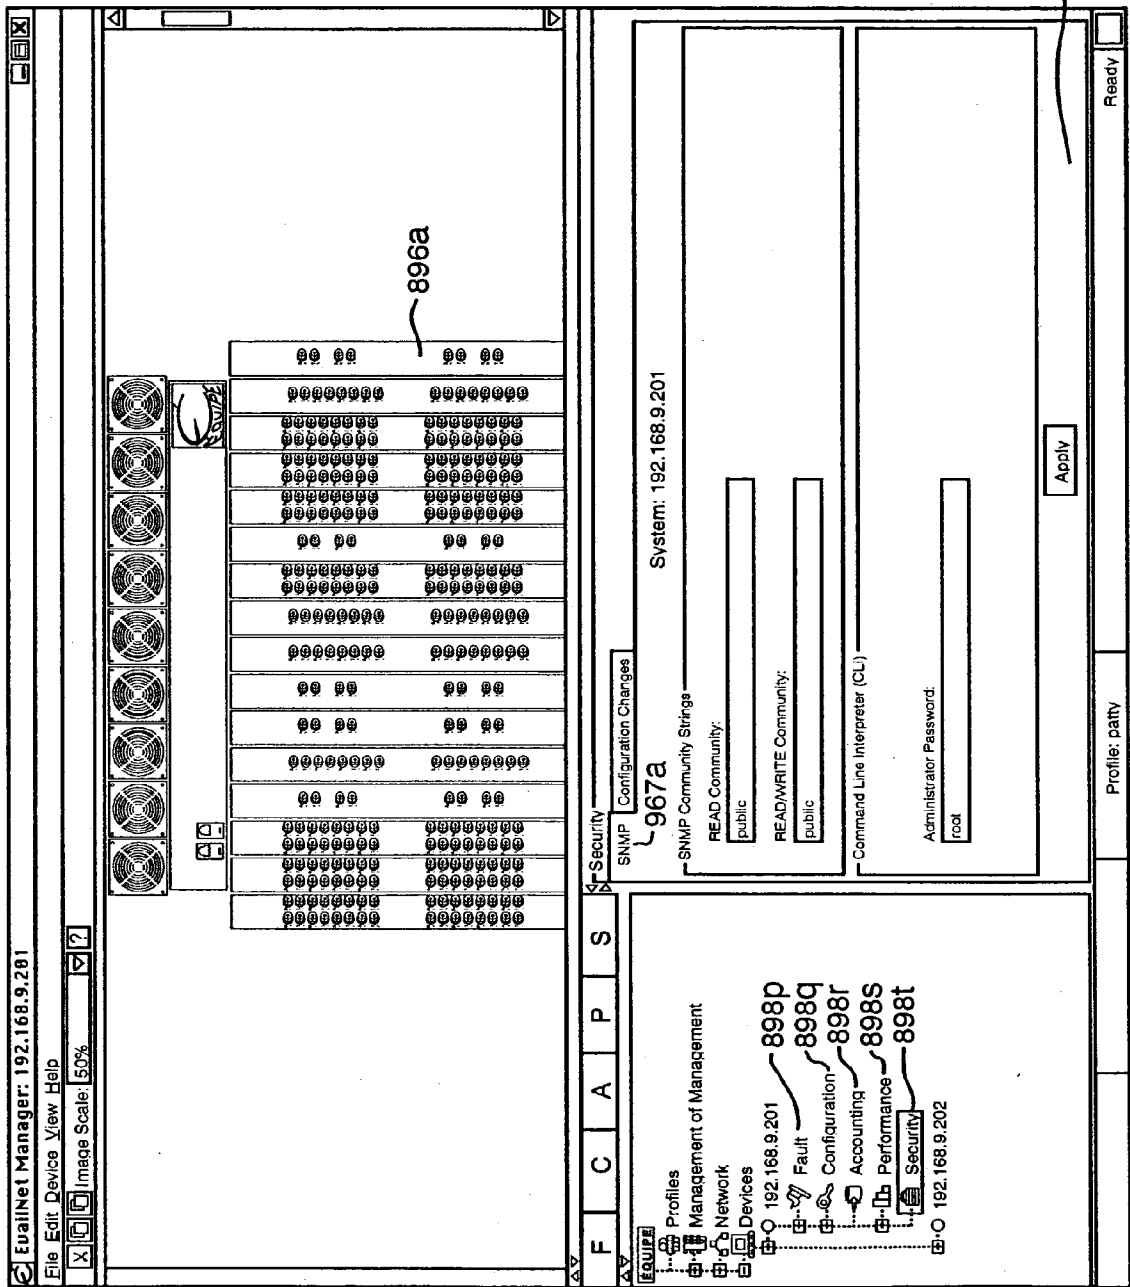 EuailNet Manager: 192.168.9.201
File Edit Device View Help
X Image Scale: 50% ?
EQUIPE
896a
F C A P S
EQUIPE
Profiles
Management of Management
Network
Devices
192.168.9.201
Fault
Configuration
Accounting
Performance
Security
192.168.9.202
898p
898q
898r
898s
898t
Security
SNMP Configuration Changes
967a
System: 192.168.9.201
SNMP Community Strings
READ Community:
public
READ/WRITE Community:
public
Command Line Interpreter (CLI)
Administrator Password:
root
Apply
Profile: patty
Ready